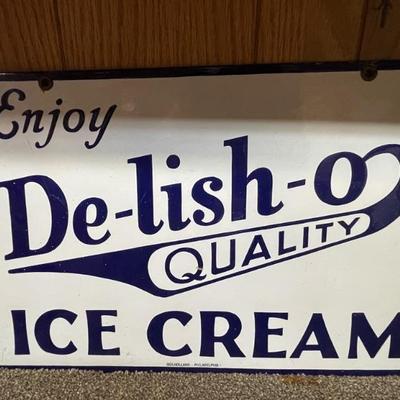 Enjoy
De-lish-o
QUALITY
ICE CREAM